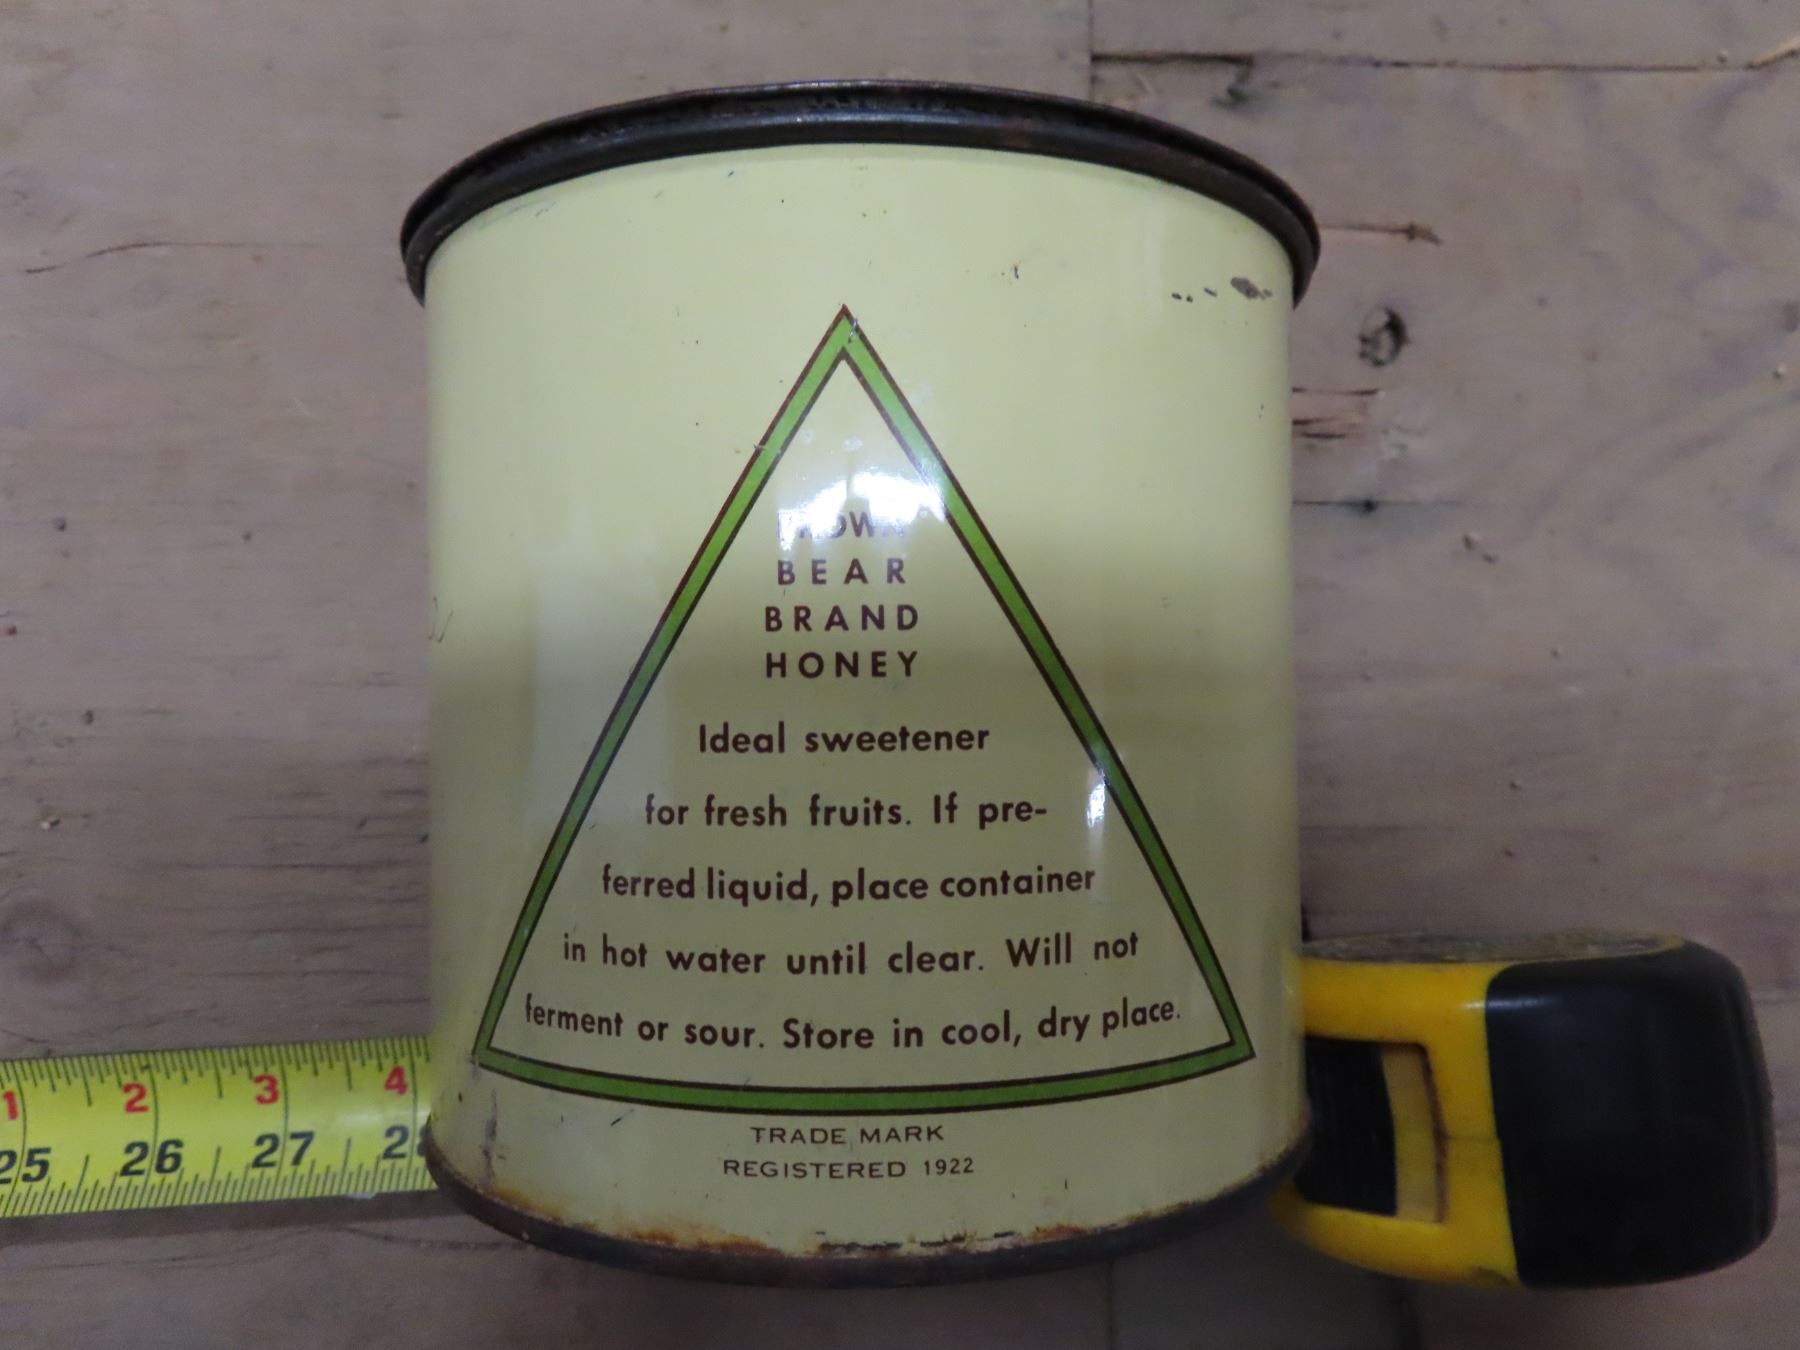 BROWN
BEAR
BRAND
HONEY
Ideal sweetener
for fresh fruits. If pre-
ferred liquid, place container
in hot water until clear. Will not
ferment or sour. Store in cool, dry place.
TRADE MARK
REGISTERED 1922
1 2 3 4
25 26 27 28